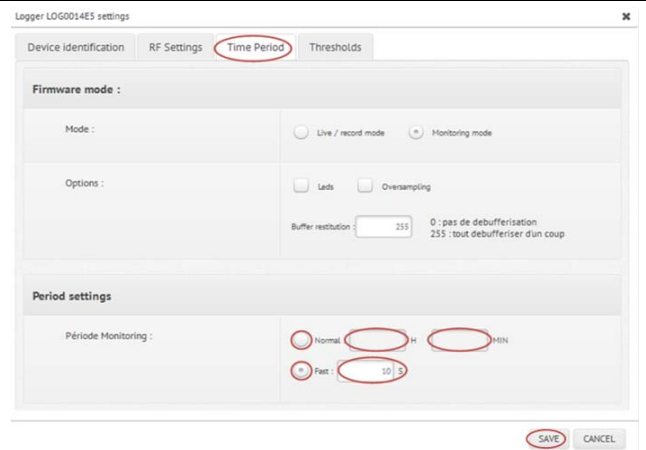 Logger LOG0014E5 settings
Device identification RF Settings Time Period Thresholds
Firmware mode :
Mode : Live / record mode Monitoring mode
Options : Leds Oversampling
Buffer restitution : 255 0 : pas de debufferisation
255 : tout debufferiser d'un coup
Period settings
Période Monitoring : Normal H MIN
Fast : 10 S
SAVE CANCEL